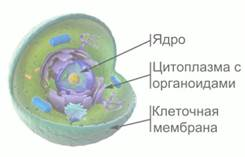 Ядро
Цитоплазма с
органоидами
Клеточная
мембрана